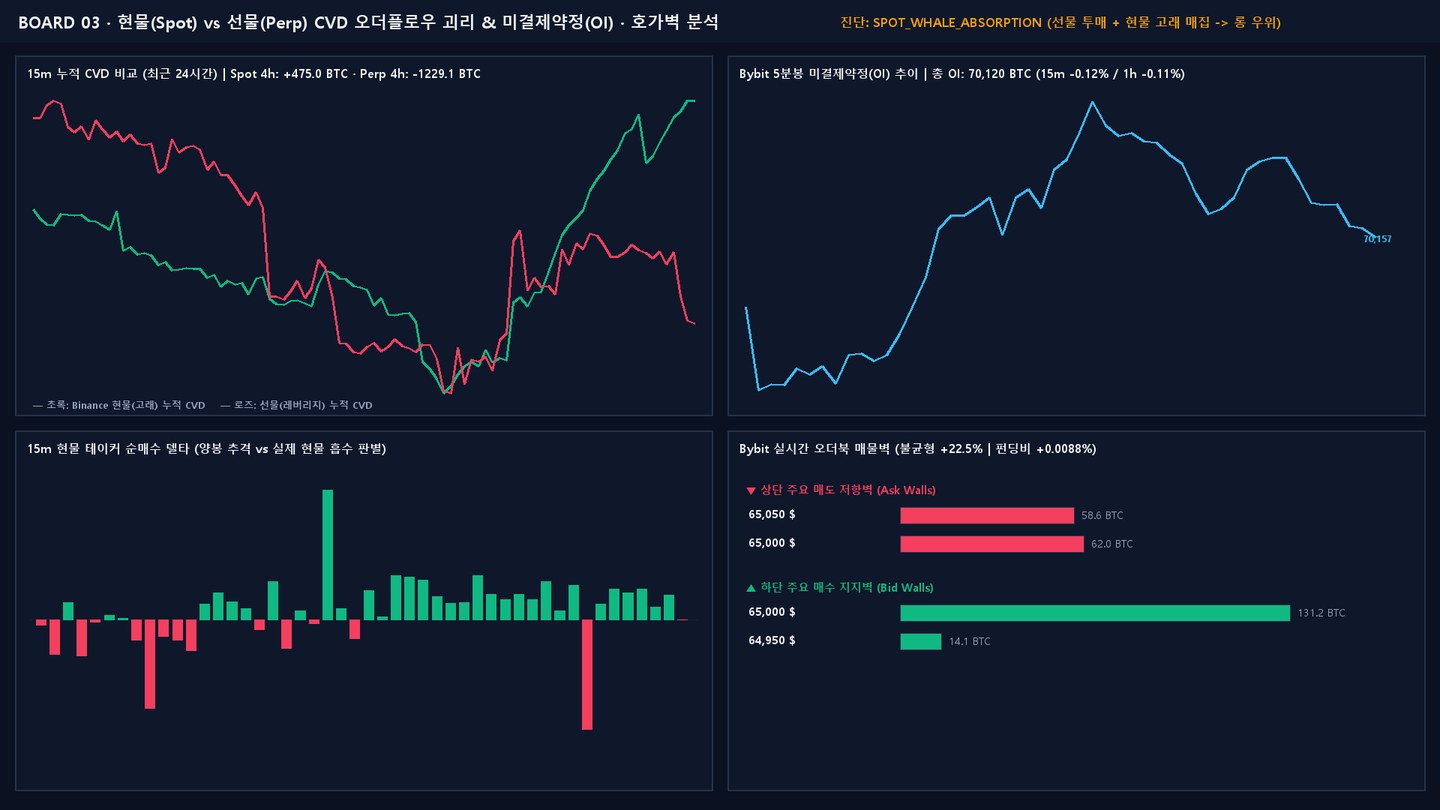 BOARD 03 · 현물(Spot) vs 선물(Perp) CVD 오더플로우 괴리 & 미결제약정(OI) · 호가벽 분석
진단: SPOT_WHALE_ABSORPTION (선물 투매 + 현물 고래 매집 -> 롱 우위)
15m 누적 CVD 비교 (최근 24시간) | Spot 4h: +475.0 BTC · Perp 4h: -1229.1 BTC
— 초록: Binance 현물(고래) 누적 CVD — 로즈: 선물(레버리지) 누적 CVD
Bybit 5분봉 미결제약정(OI) 추이 | 총 OI: 70,120 BTC (15m -0.12% / 1h -0.11%)
70,157
15m 현물 테이커 순매수 델타 (양봉 추격 vs 실제 현물 흡수 판별)
Bybit 실시간 오더북 매물벽 (불균형 +22.5% | 펀딩비 +0.0088%)
▼ 상단 주요 매도 저항벽 (Ask Walls)
65,050 $ 58.6 BTC
65,000 $ 62.0 BTC
▲ 하단 주요 매수 지지벽 (Bid Walls)
65,000 $ 131.2 BTC
64,950 $ 14.1 BTC